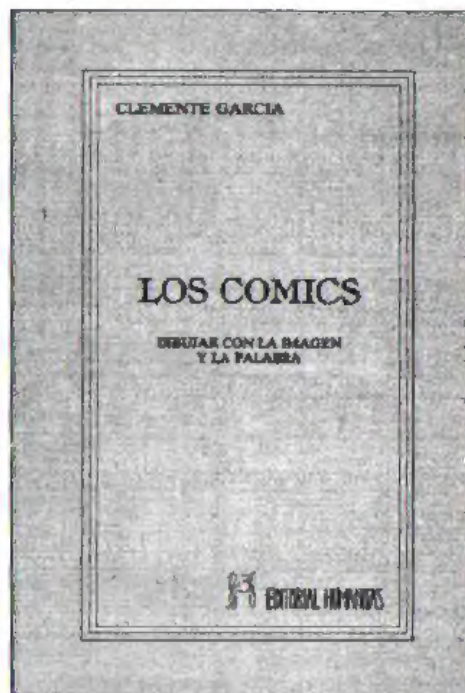 CLEMENTE GARCIA
LOS COMICS
DIBUJAR CON LA IMAGEN
Y LA PALABRA
EDITORIAL HUMANITAS